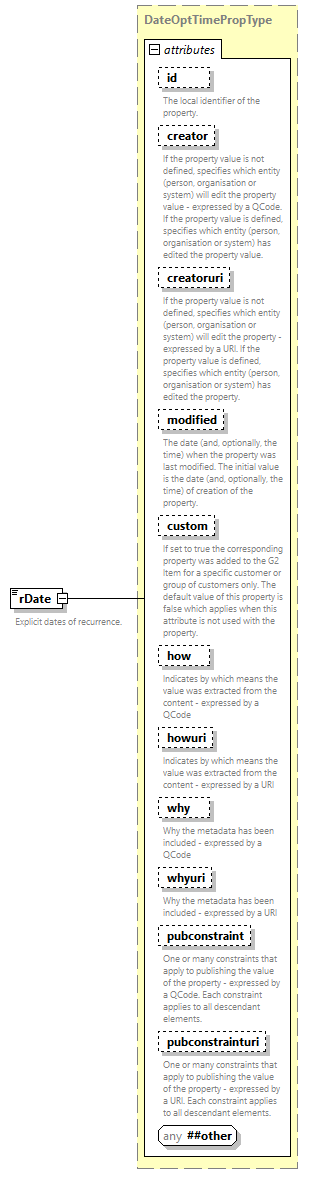 DateOptTimePropType
attributes
id
The local identifier of the
property.
creator
If the property value is not
defined, specifies which entity
(person, organisation or
system) will edit the property
value - expressed by a QCode.
If the property value is defined,
specifies which entity (person,
organisation or system) has
edited the property value.
creatoruri
If the property value is not
defined, specifies which entity
(person, organisation or
system) will edit the property -
expressed by a URI. If the
property value is defined,
specifies which entity (person,
organisation or system) has
edited the property.
modified
The date (and, optionally, the
time) when the property was
last modified. The initial value
is the date (and, optionally, the
time) of creation of the
property.
custom
If set to true the corresponding
property was added to the G2
Item for a specific customer or
group of customers only. The
default value of this property is
false which applies when this
attribute is not used with the
property.
rDate
Explicit dates of recurrence.
how
Indicates by which means the
value was extracted from the
content - expressed by a
QCode
howuri
Indicates by which means the
value was extracted from the
content - expressed by a URI
why
Why the metadata has been
included - expressed by a
QCode
whyuri
Why the metadata has been
included - expressed by a URI
pubconstraint
One or many constraints that
apply to publishing the value
of the property - expressed by
a QCode. Each constraint
applies to all descendant
elements.
pubconstrainturi
One or many constraints that
apply to publishing the value
of the property - expressed by
a URI. Each constraint applies
to all descendant elements.
any ##other